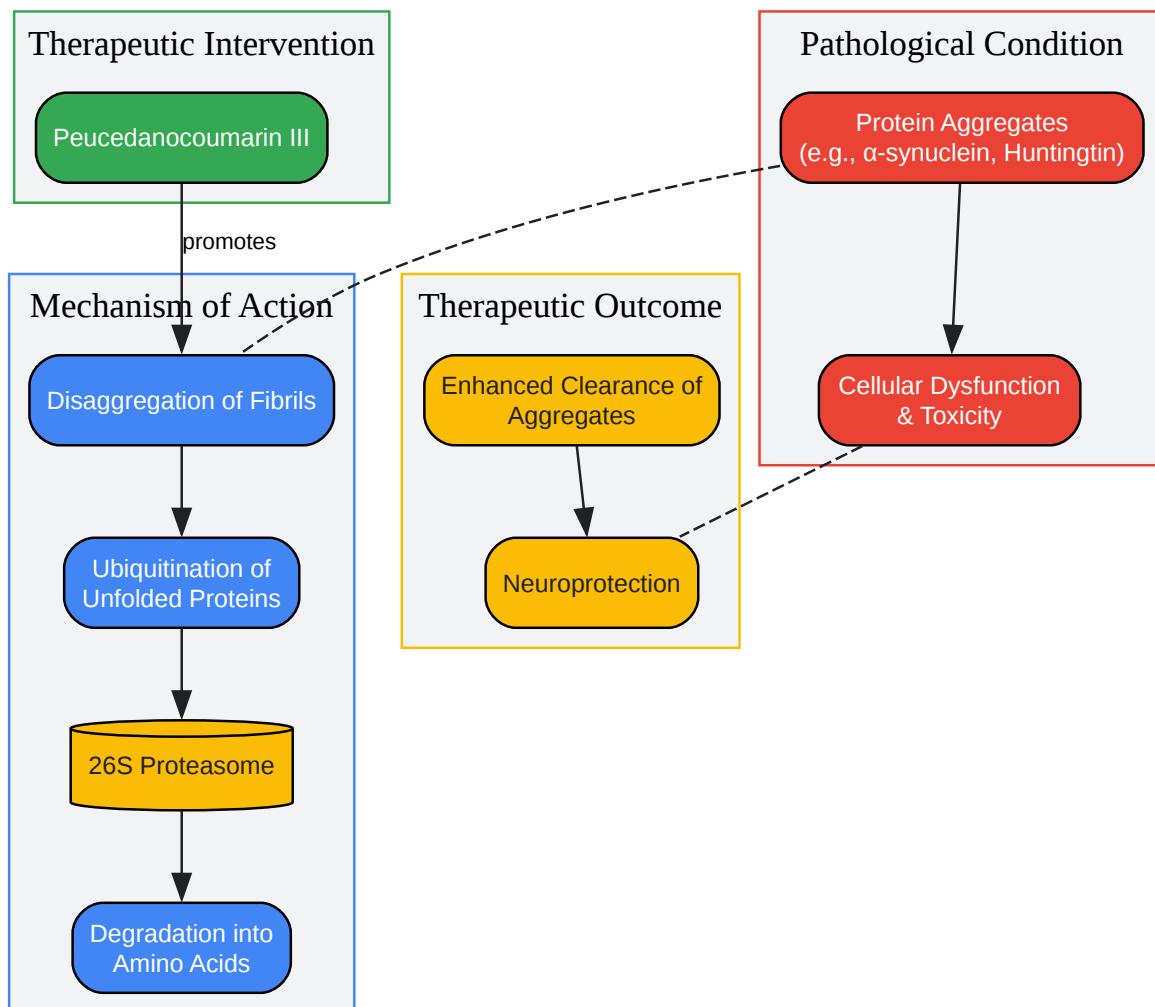 Therapeutic Intervention
Peucedanocoumarin III
promotes
Mechanism of Action
Disaggregation of Fibrils
Ubiquitination of
Unfolded Proteins
26S Proteasome
Degradation into
Amino Acids
Therapeutic Outcome
Enhanced Clearance of
Aggregates
Neuroprotection
Pathological Condition
Protein Aggregates
(e.g., α-synuclein, Huntingtin)
Cellular Dysfunction
& Toxicity